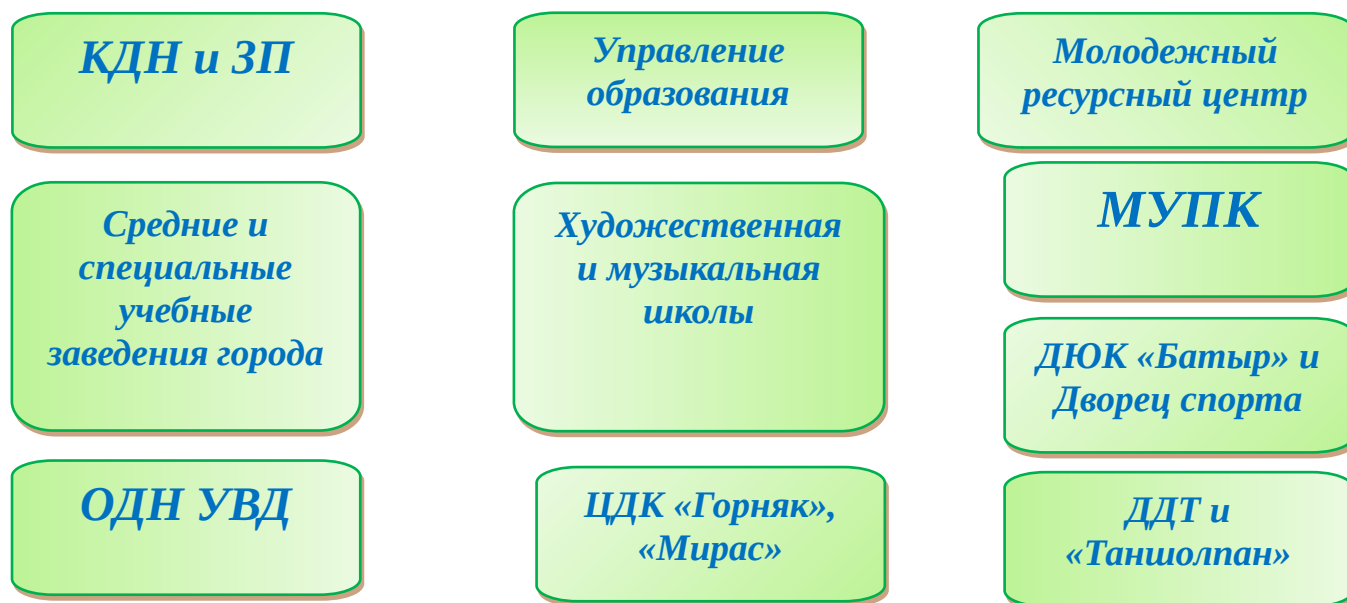 КДН и ЗП
Управление
образования
Молодежный
ресурсный центр
Средние и
специальные
учебные
заведения города
Художественная
и музыкальная
школы
МУПК
ДЮК «Батыр» и
Дворец спорта
ОДН УВД
ЦДК «Горняк»,
«Мирас»
ДДТ и
«Таншолпан»